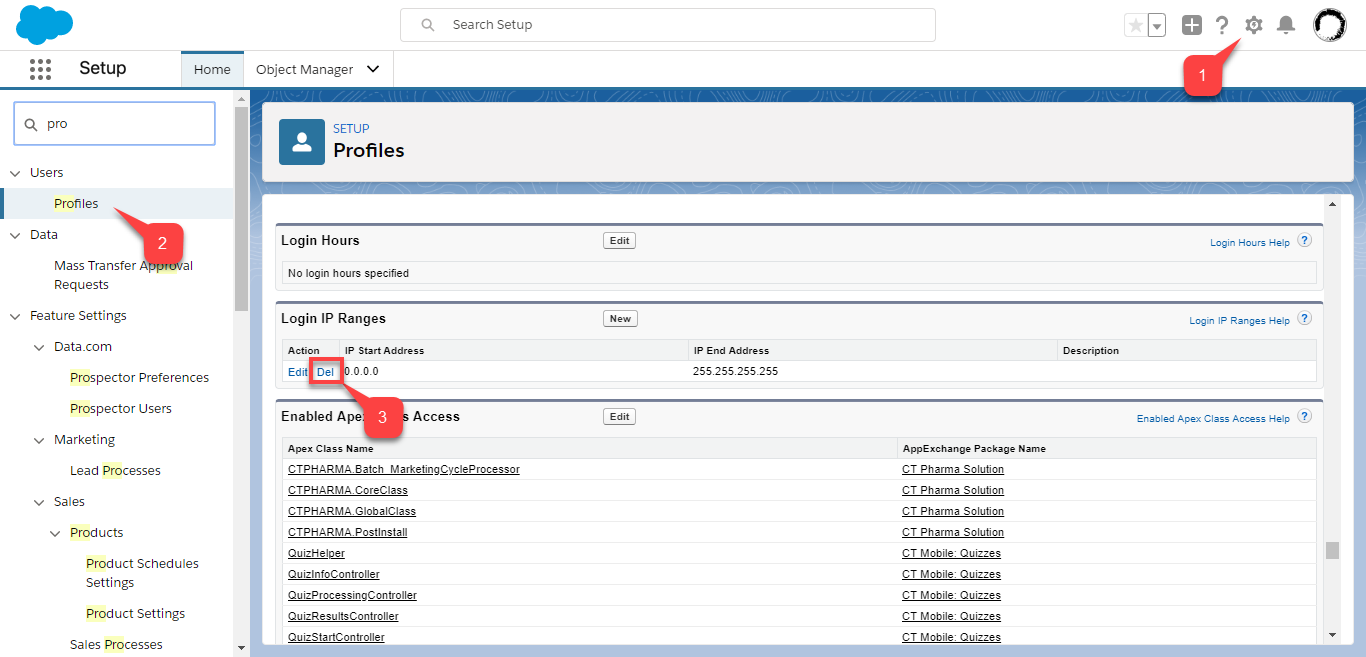 Search Setup
1
Setup
Home
Object Manager
pro
Users
Profiles
2
Data
Mass Transfer Approval
Requests
Feature Settings
Data.com
Prospector Preferences
Prospector Users
Marketing
Lead Processes
Sales
Products
Product Schedules
Settings
Product Settings
Sales Processes
SETUP
Profiles
Login Hours
Edit
Login Hours Help ?
No login hours specified
Login IP Ranges
New
Login IP Ranges Help ?
Action IP Start Address IP End Address Description
Edit Del 0.0.0.0 255.255.255.255
3
Enabled Apex s Access
Edit
Enabled Apex Class Access Help ?
Apex Class Name AppExchange Package Name
CTPHARMA.Batch_MarketingCycleProcessor CT Pharma Solution
CTPHARMA.CoreClass CT Pharma Solution
CTPHARMA.GlobalClass CT Pharma Solution
CTPHARMA.PostInstall CT Pharma Solution
QuizHelper CT Mobile: Quizzes
QuizInfoController CT Mobile: Quizzes
QuizProcessingController CT Mobile: Quizzes
QuizResultsController CT Mobile: Quizzes
QuizStartController CT Mobile: Quizzes